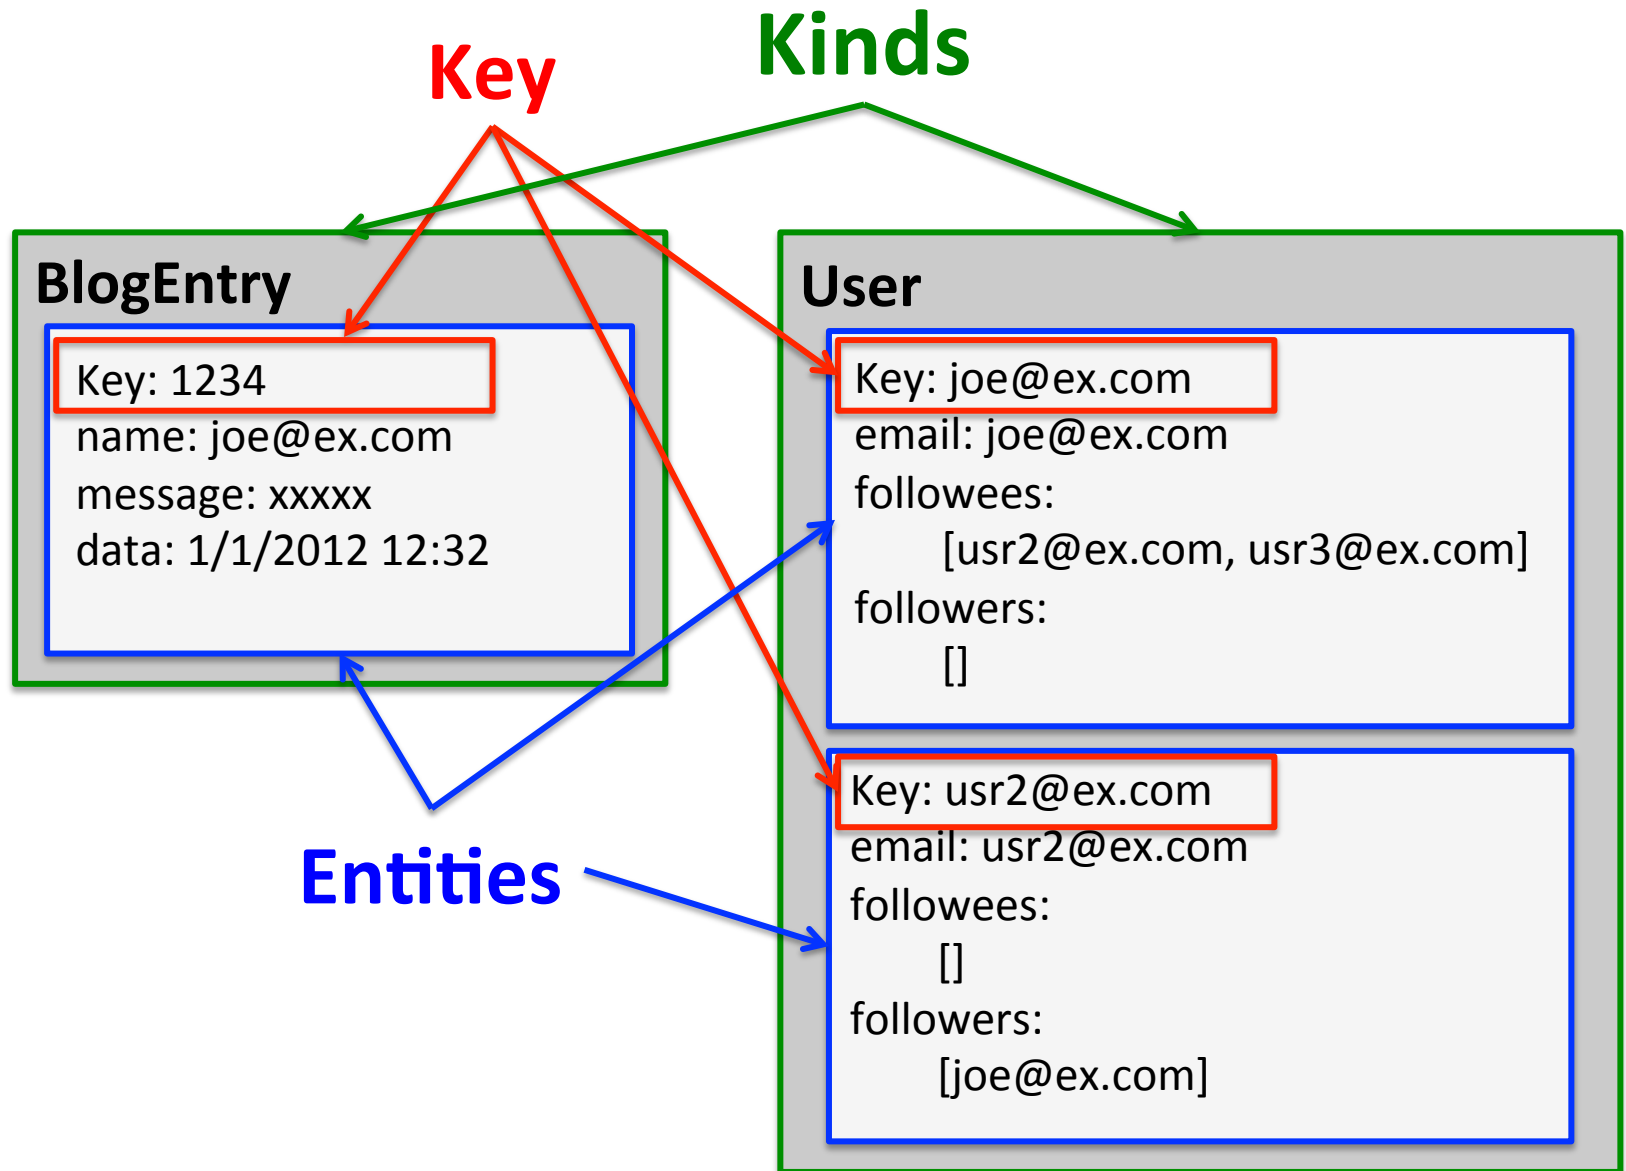 Key
Kinds
BlogEntry
Key: 1234
name: joe@ex.com
message: xxxxx
data: 1/1/2012 12:32
User
Key: joe@ex.com
email: joe@ex.com
followees:
[usr2@ex.com, usr3@ex.com]
followers:
[]
Key: usr2@ex.com
email: usr2@ex.com
followees:
[]
followers:
[joe@ex.com]
Entities